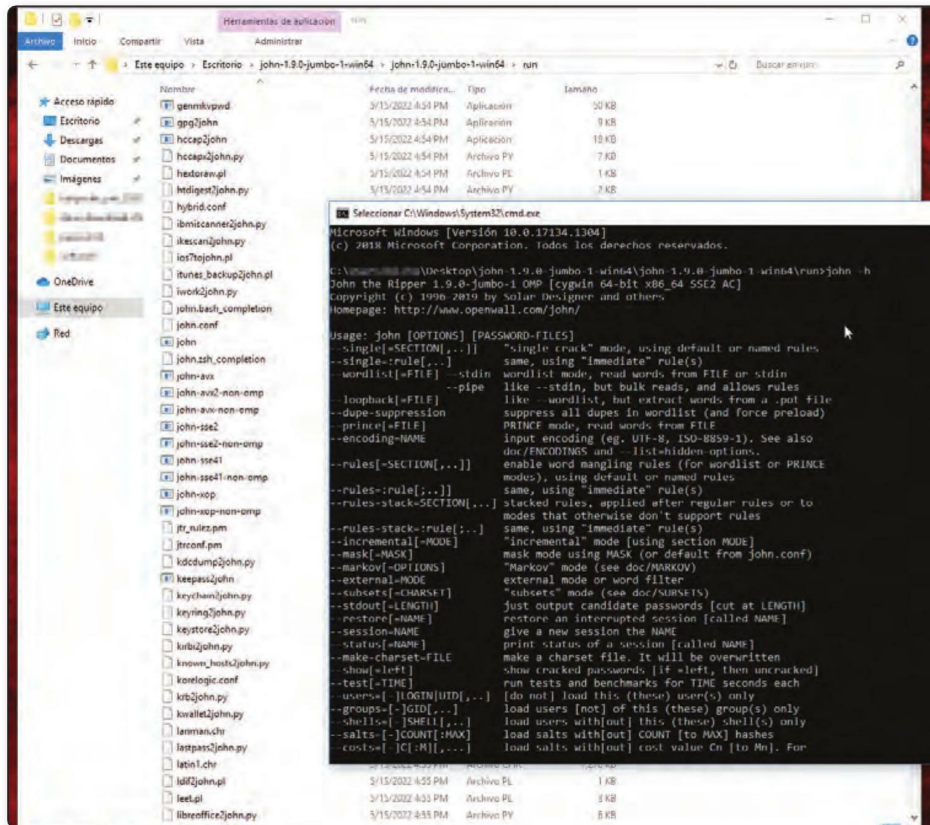 Herramientas de aplicación
Archivo Inicio Compartir Vista Administrar
Este equipo › Escritorio › john-1.9.0-jumbo-1-win64 › john-1.9.0-jumbo-1-win64 › run
Buscar en run
Nombre Fecha de modifica... Tipo Tamaño
Acceso rápido
Escritorio
Descargas
Documentos
Imágenes
OneDrive
Este equipo
Red
genmkvpwd 5/15/2022 4:54 PM Aplicación 50 KB
gpg2john 5/15/2022 4:54 PM Aplicación 9 KB
hccap2john 5/15/2022 4:54 PM Aplicación 18 KB
hccapx2john.py 5/15/2022 4:54 PM Archivo PY 7 KB
hextoraw.pl 5/15/2022 4:54 PM Archivo PL 1 KB
htdigest2john.py 5/15/2022 4:54 PM Archivo PY 2 KB
hybrid.conf
ibmiscanner2john.py
ikescan2john.py
ios7tojohn.pl
itunes_backup2john.pl
iwork2john.py
john.bash_completion
john.conf
john
john.zsh_completion
john-avx
john-avx2-non-omp
john-avx-non-omp
john-sse2
john-sse2-non-omp
john-sse41
john-sse41-non-omp
john-xop
john-xop-non-omp
jtr_rulez.pm
jtrconf.pm
kdcdump2john.py
keepass2john
keychain2john.py
keyring2john.py
keystore2john.py
kirbi2john.py
known_hosts2john.py
korelogic.conf
krb2john.py
kwallet2john.py
lanman.chr
lastpass2john.py
latin1.chr
ldif2john.pl 5/15/2022 4:55 PM Archivo PL 1 KB
leet.pl 5/15/2022 4:55 PM Archivo PL
libreoffice2john.py 5/15/2022 4:55 PM Archivo PY 8 KB
Seleccionar C:\Windows\System32\cmd.exe
Microsoft Windows [Versión 10.0.17134.1304]
(c) 2018 Microsoft Corporation. Todos los derechos reservados.
C:\ \Desktop\john-1.9.0-jumbo-1-win64\john-1.9.0-jumbo-1-win64\run>john -h
John the Ripper 1.9.0-jumbo-1 OMP [cygwin 64-bit x86_64 SSE2 AC]
Copyright (c) 1996-2019 by Solar Designer and others
Homepage: http://www.openwall.com/john/
Usage: john [OPTIONS] [PASSWORD-FILES]
--single[=SECTION[,..]] "single crack" mode, using default or named rules
--single=:rule[,..] same, using "immediate" rule(s)
--wordlist[=FILE] --stdin wordlist mode, read words from FILE or stdin
--pipe like --stdin, but bulk reads, and allows rules
--loopback[=FILE] like --wordlist, but extract words from a .pot file
--dupe-suppression suppress all dupes in wordlist (and force preload)
--prince[=FILE] PRINCE mode, read words from FILE
--encoding=NAME input encoding (eg. UTF-8, ISO-8859-1). See also
doc/ENCODINGS and --list=hidden-options.
--rules[=SECTION[,..]] enable word mangling rules (for wordlist or PRINCE
modes), using default or named rules
--rules=:rule[;..]] same, using "immediate" rule(s)
--rules-stack=SECTION[,..] stacked rules, applied after regular rules or to
modes that otherwise don't support rules
--rules-stack=:rule[;..] same, using "immediate" rule(s)
--incremental[=MODE] "incremental" mode [using section MODE]
--mask[=MASK] mask mode using MASK (or default from john.conf)
--markov[=OPTIONS] "Markov" mode (see doc/MARKOV)
--external=MODE external mode or word filter
--subsets[=CHARSET] "subsets" mode (see doc/SUBSETS)
--stdout[=LENGTH] just output candidate passwords [cut at LENGTH]
--restore[=NAME] restore an interrupted session [called NAME]
--session=NAME give a new session the NAME
--status[=NAME] print status of a session [called NAME]
--make-charset=FILE make a charset file. It will be overwritten
--show[=left] show cracked passwords [if =left, then uncracked]
--test[=TIME] run tests and benchmarks for TIME seconds each
--users=[-]LOGIN|UID[,..] [do not] load this (these) user(s) only
--groups=[-]GID[,..] load users [not] of this (these) group(s) only
--shells=[-]SHELL[,..] load users with[out] this (these) shell(s) only
--salts=[-]COUNT[:MAX] load salts with[out] COUNT [to MAX] hashes
--costs=[-]C[:M][,...] load salts with[out] cost value Cn [to Mn]. For